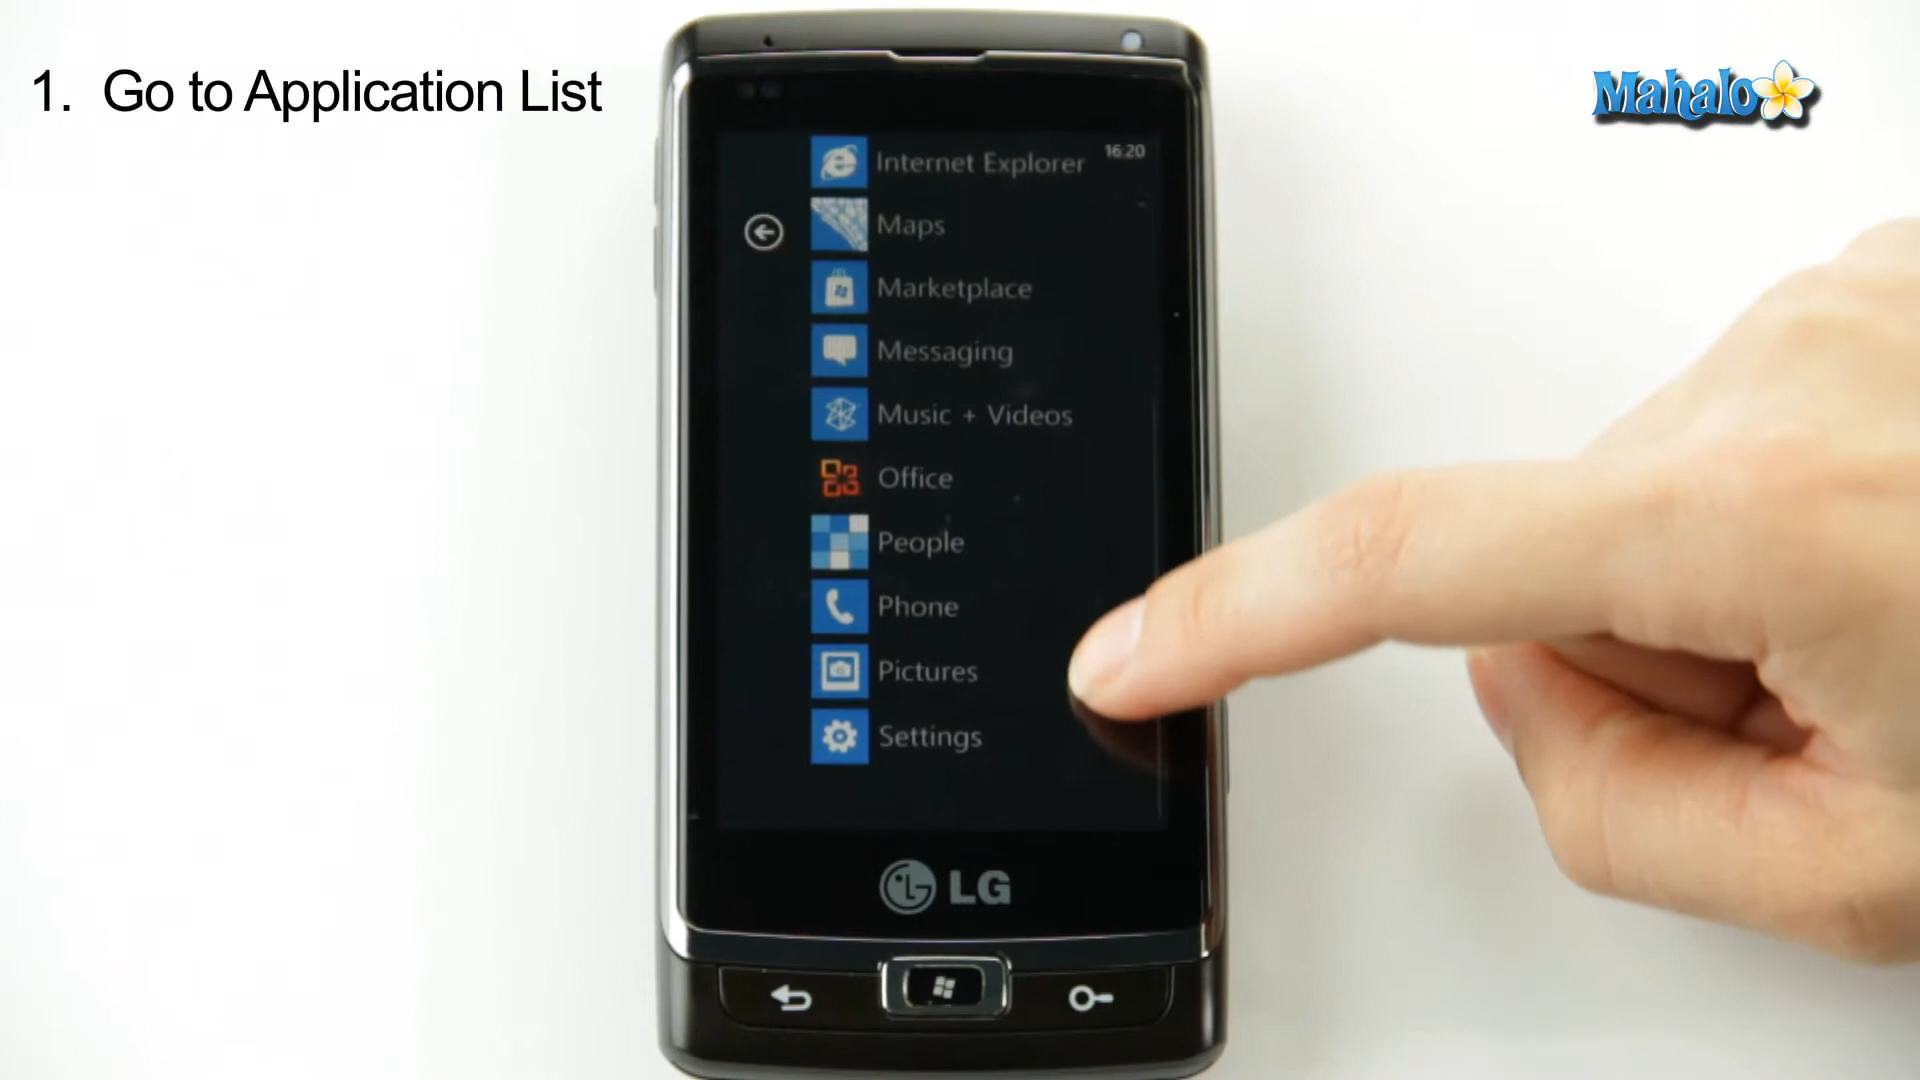 1. Go to Application List
Mahalo
16:20
Internet Explorer
Maps
Marketplace
Messaging
Music + Videos
Office
People
Phone
Pictures
Settings
LG